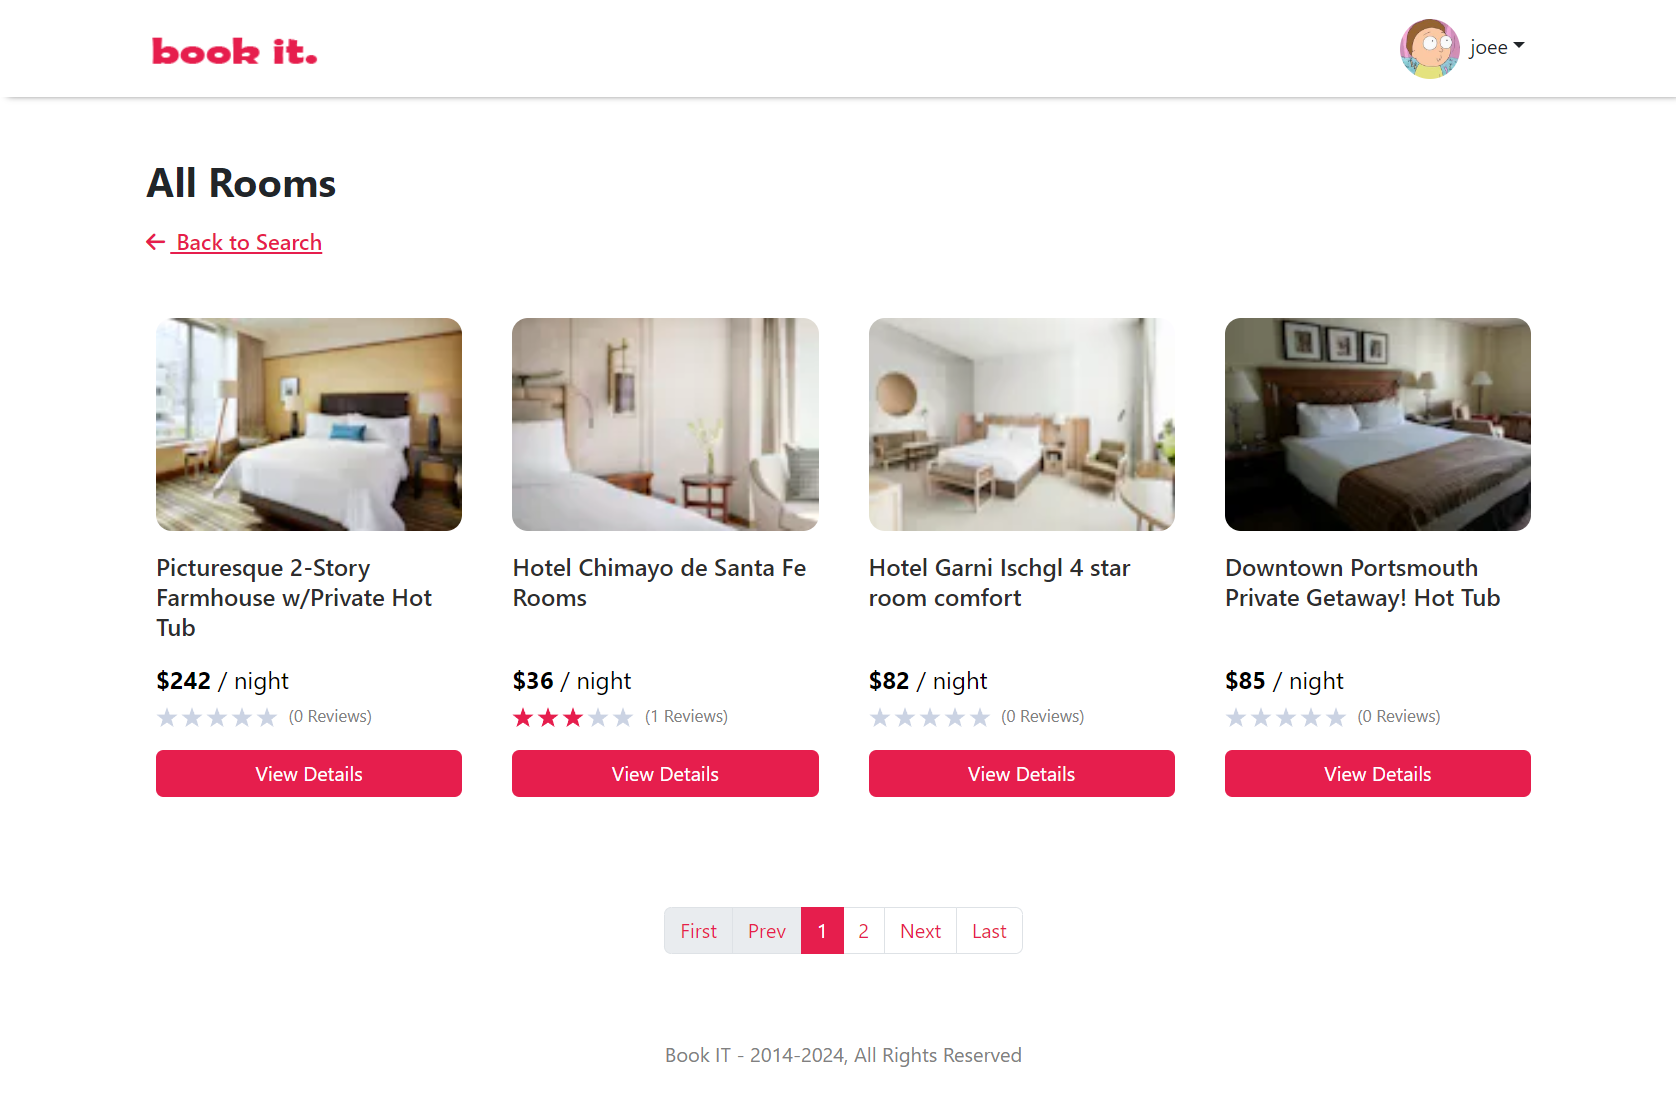 book it.
joee
All Rooms
Back to Search
Picturesque 2-Story
Farmhouse w/Private Hot
Tub
$242 / night
(0 Reviews)
View Details
Hotel Chimayo de Santa Fe
Rooms
$36 / night
(1 Reviews)
View Details
Hotel Garni Ischgl 4 star
room comfort
$82 / night
(0 Reviews)
View Details
Downtown Portsmouth
Private Getaway! Hot Tub
$85 / night
(0 Reviews)
View Details
First Prev 1 2 Next Last
Book IT - 2014-2024, All Rights Reserved